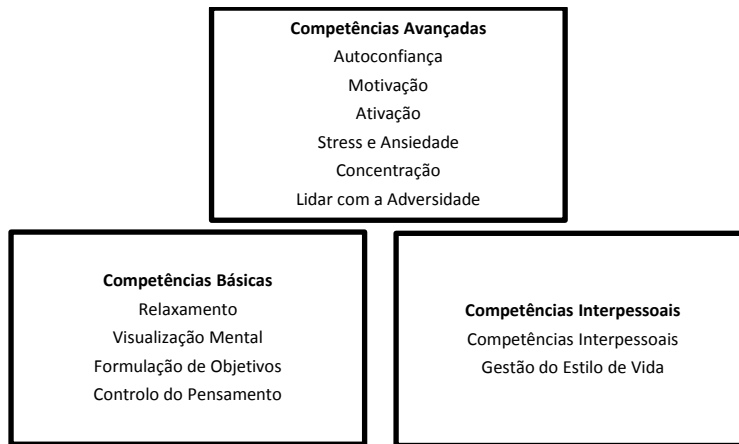 Competências Avançadas
Autoconfiança
Motivação
Ativação
Stress e Ansiedade
Concentração
Lidar com a Adversidade
Competências Básicas
Relaxamento
Visualização Mental
Formulação de Objetivos
Controlo do Pensamento
Competências Interpessoais
Competências Interpessoais
Gestão do Estilo de Vida